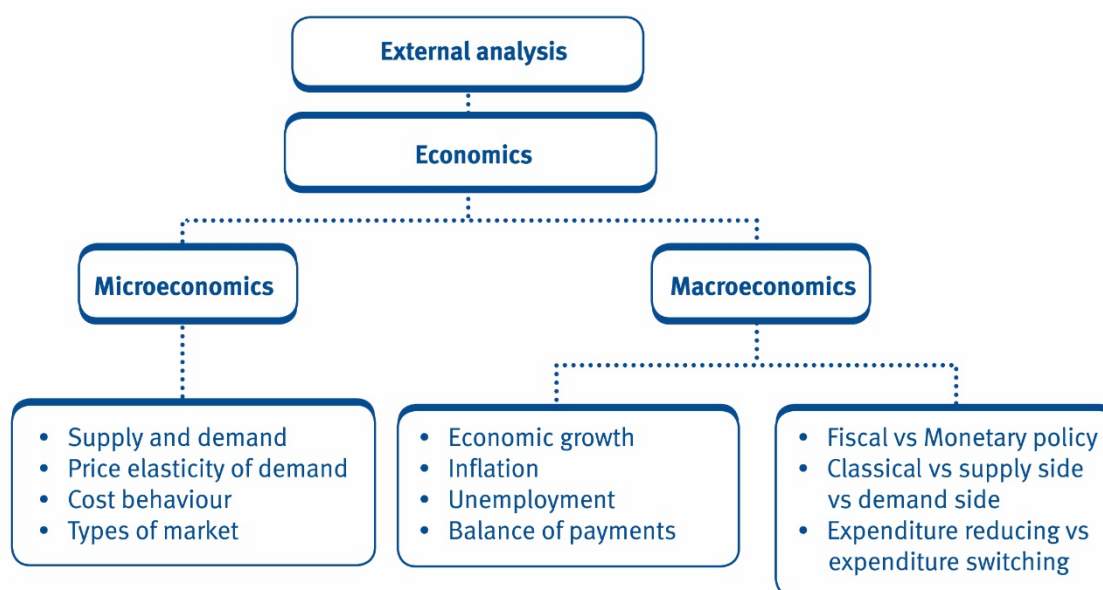 External analysis
Economics
Microeconomics
Macroeconomics
• Supply and demand
• Price elasticity of demand
• Cost behaviour
• Types of market
• Economic growth
• Inflation
• Unemployment
• Balance of payments
• Fiscal vs Monetary policy
• Classical vs supply side
vs demand side
• Expenditure reducing vs
expenditure switching